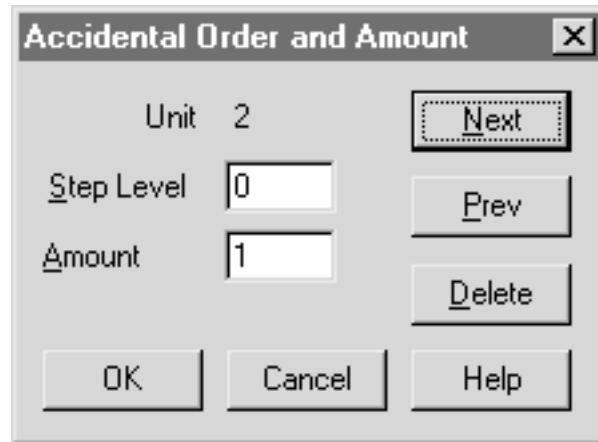 Accidental Order and Amount
Unit 2 Next
Step Level 0 Prev
Amount 1
Delete
OK Cancel Help